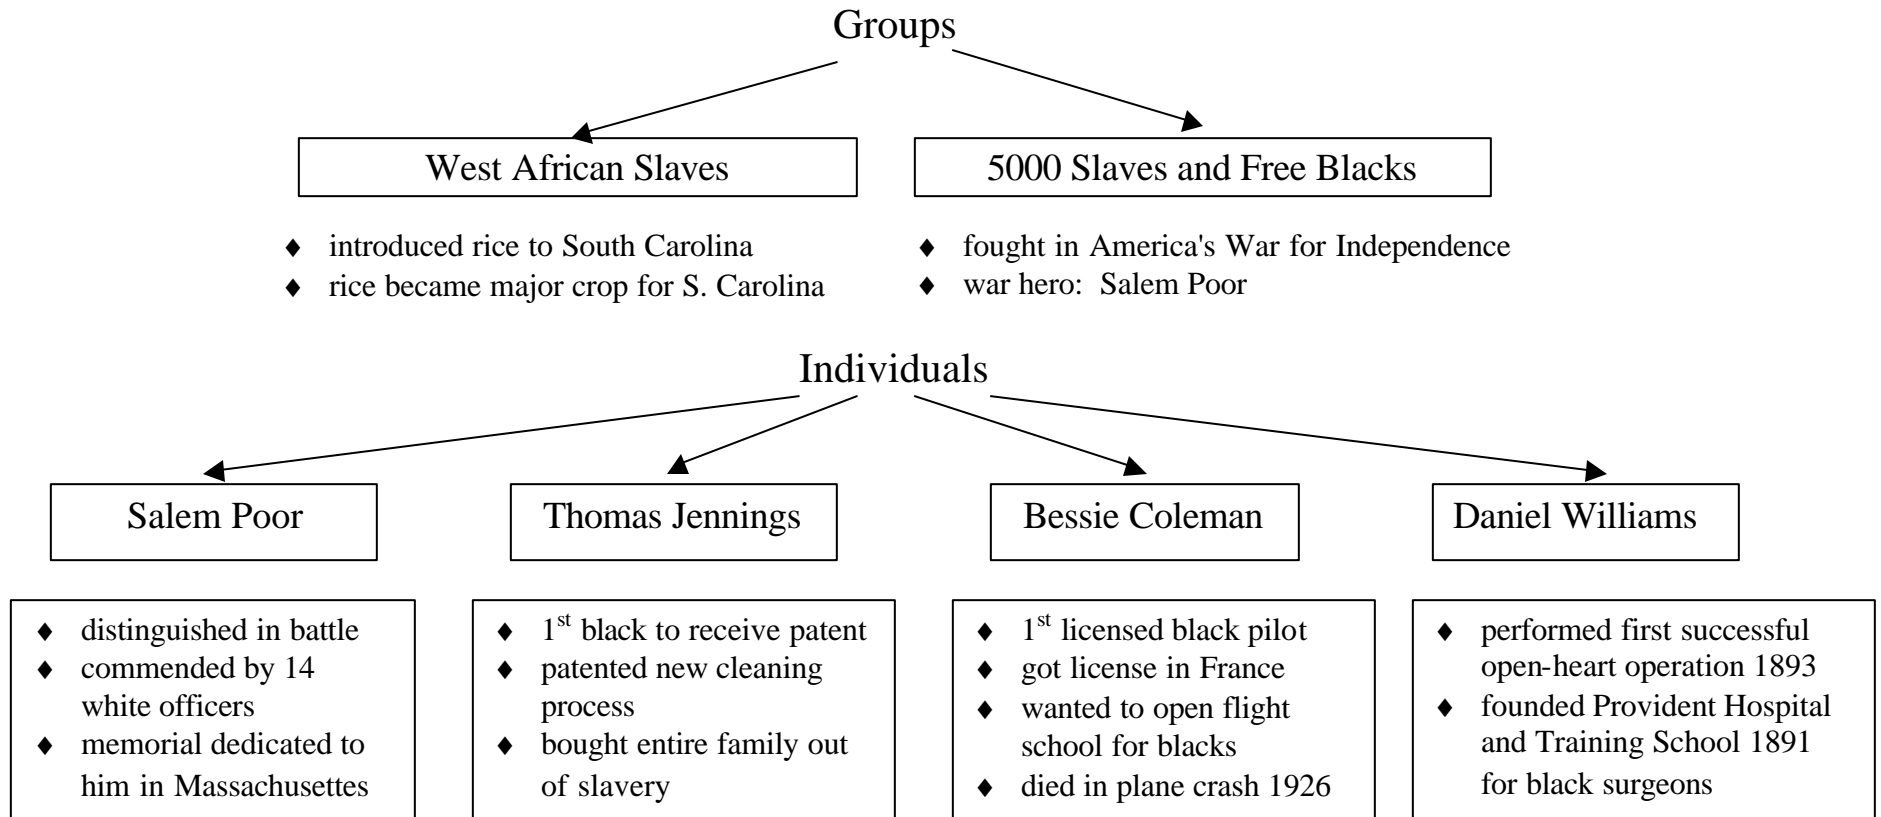 Groups
West African Slaves
♦ introduced rice to South Carolina
♦ rice became major crop for S. Carolina
5000 Slaves and Free Blacks
♦ fought in America's War for Independence
♦ war hero: Salem Poor
Individuals
Salem Poor
♦ distinguished in battle
♦ commended by 14
white officers
♦ memorial dedicated to
him in Massachusettes
Thomas Jennings
♦ 1st black to receive patent
♦ patented new cleaning
process
♦ bought entire family out
of slavery
Bessie Coleman
♦ 1st licensed black pilot
♦ got license in France
♦ wanted to open flight
school for blacks
♦ died in plane crash 1926
Daniel Williams
♦ performed first successful
open-heart operation 1893
♦ founded Provident Hospital
and Training School 1891
for black surgeons